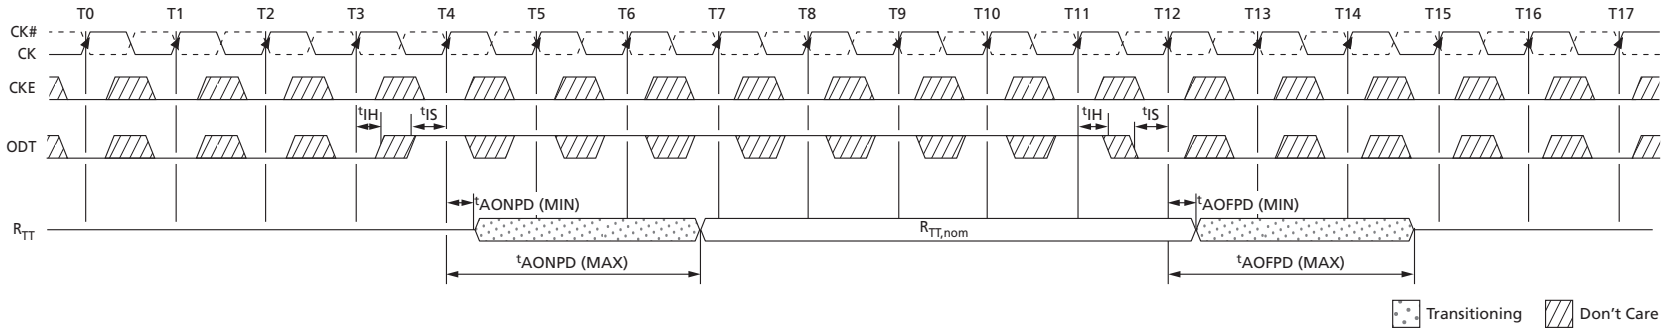 T0 T1 T2 T3 T4 T5 T6 T7 T8 T9 T10 T11 T12 T13 T14 T15 T16 T17
CK#
CK
CKE
tIH tIS tIH tIS
ODT
tAONPD (MIN) tAOFPD (MIN)
RTT RTT,nom
tAONPD (MAX) tAOFPD (MAX)
Transitioning Don't Care